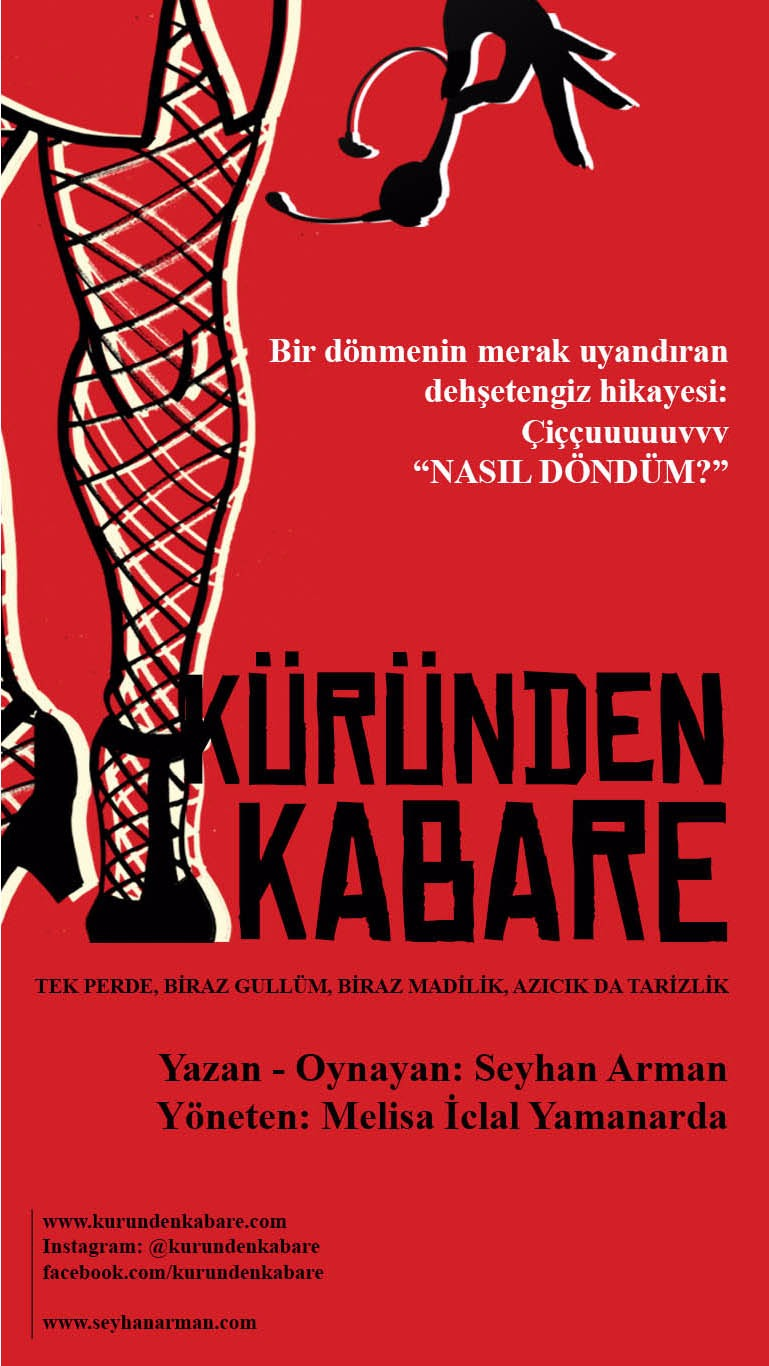 Bir dönmenin merak uyandıran
dehşetengiz hikayesi:
Çiççuuuuuvvv
“NASIL DÖNDÜM?”
KÜRÜNDEN
KABARE
TEK PERDE, BİRAZ GULLÜM, BİRAZ MADİLİK, AZICIK DA TARİZLİK
Yazan - Oynayan: Seyhan Arman
Yöneten: Melisa İclal Yamanarda
www.kurundenkabare.com
Instagram: @kurundenkabare
facebook.com/kurundenkabare
www.seyhanarman.com